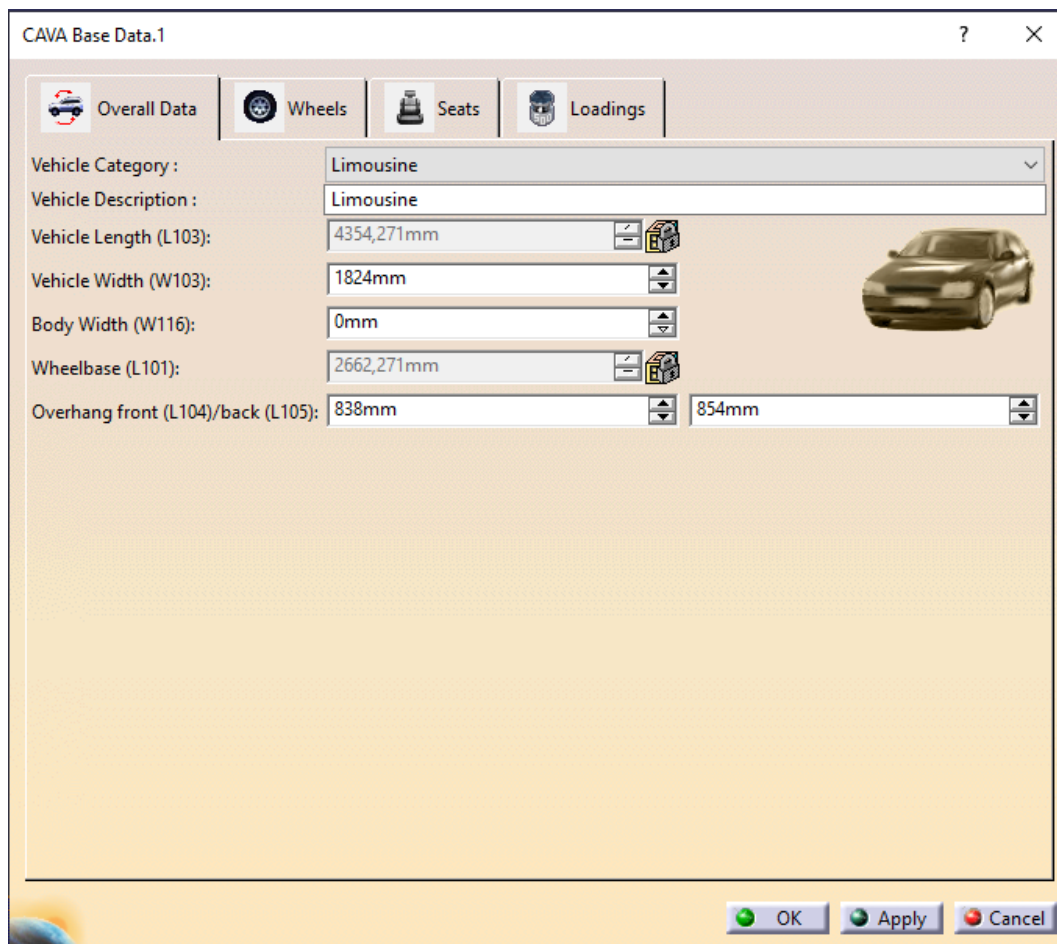 CAVA Base Data.1 ?
Overall Data Wheels Seats Loadings
Vehicle Category : Limousine
Vehicle Description : Limousine
Vehicle Length (L103): 4354,271mm
Vehicle Width (W103): 1824mm
Body Width (W116): 0mm
Wheelbase (L101): 2662,271mm
Overhang front (L104)/back (L105): 838mm 854mm
OK Apply Cancel